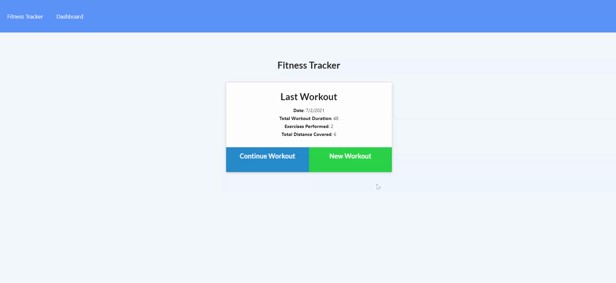 Fitness Tracker Dashboard
Fitness Tracker
Last Workout
Date: 7/2/2021
Total Workout Duration: 48
Exercises Performed: 2
Total Distance Covered: 6
Continue Workout New Workout